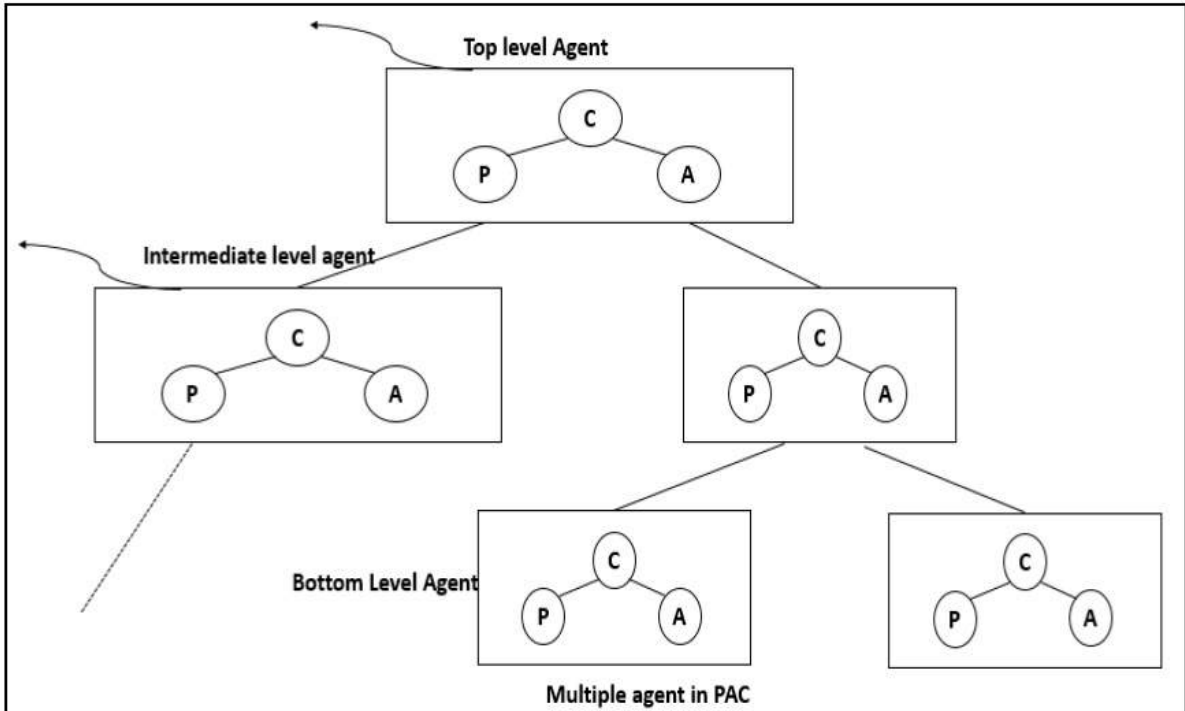 Top level Agent
C
P
A
Intermediate level agent
C
P
A
C
P
A
Bottom Level Agent
C
P
A
C
P
A
Multiple agent in PAC